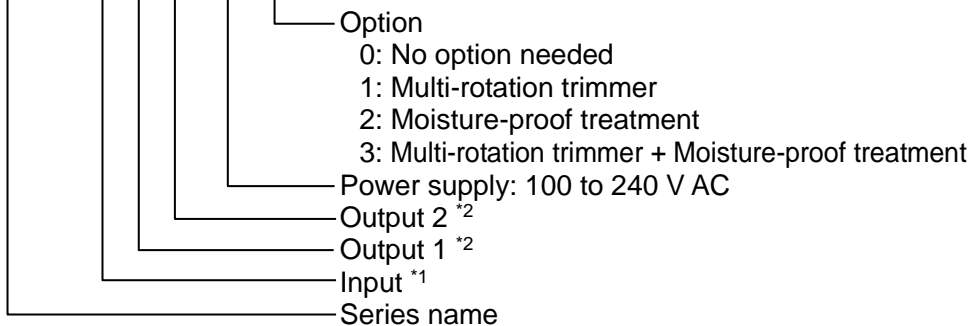 Option
0: No option needed
1: Multi-rotation trimmer
2: Moisture-proof treatment
3: Multi-rotation trimmer + Moisture-proof treatment
Power supply: 100 to 240 V AC
Output 2 *2
Output 1 *2
Input *1
Series name